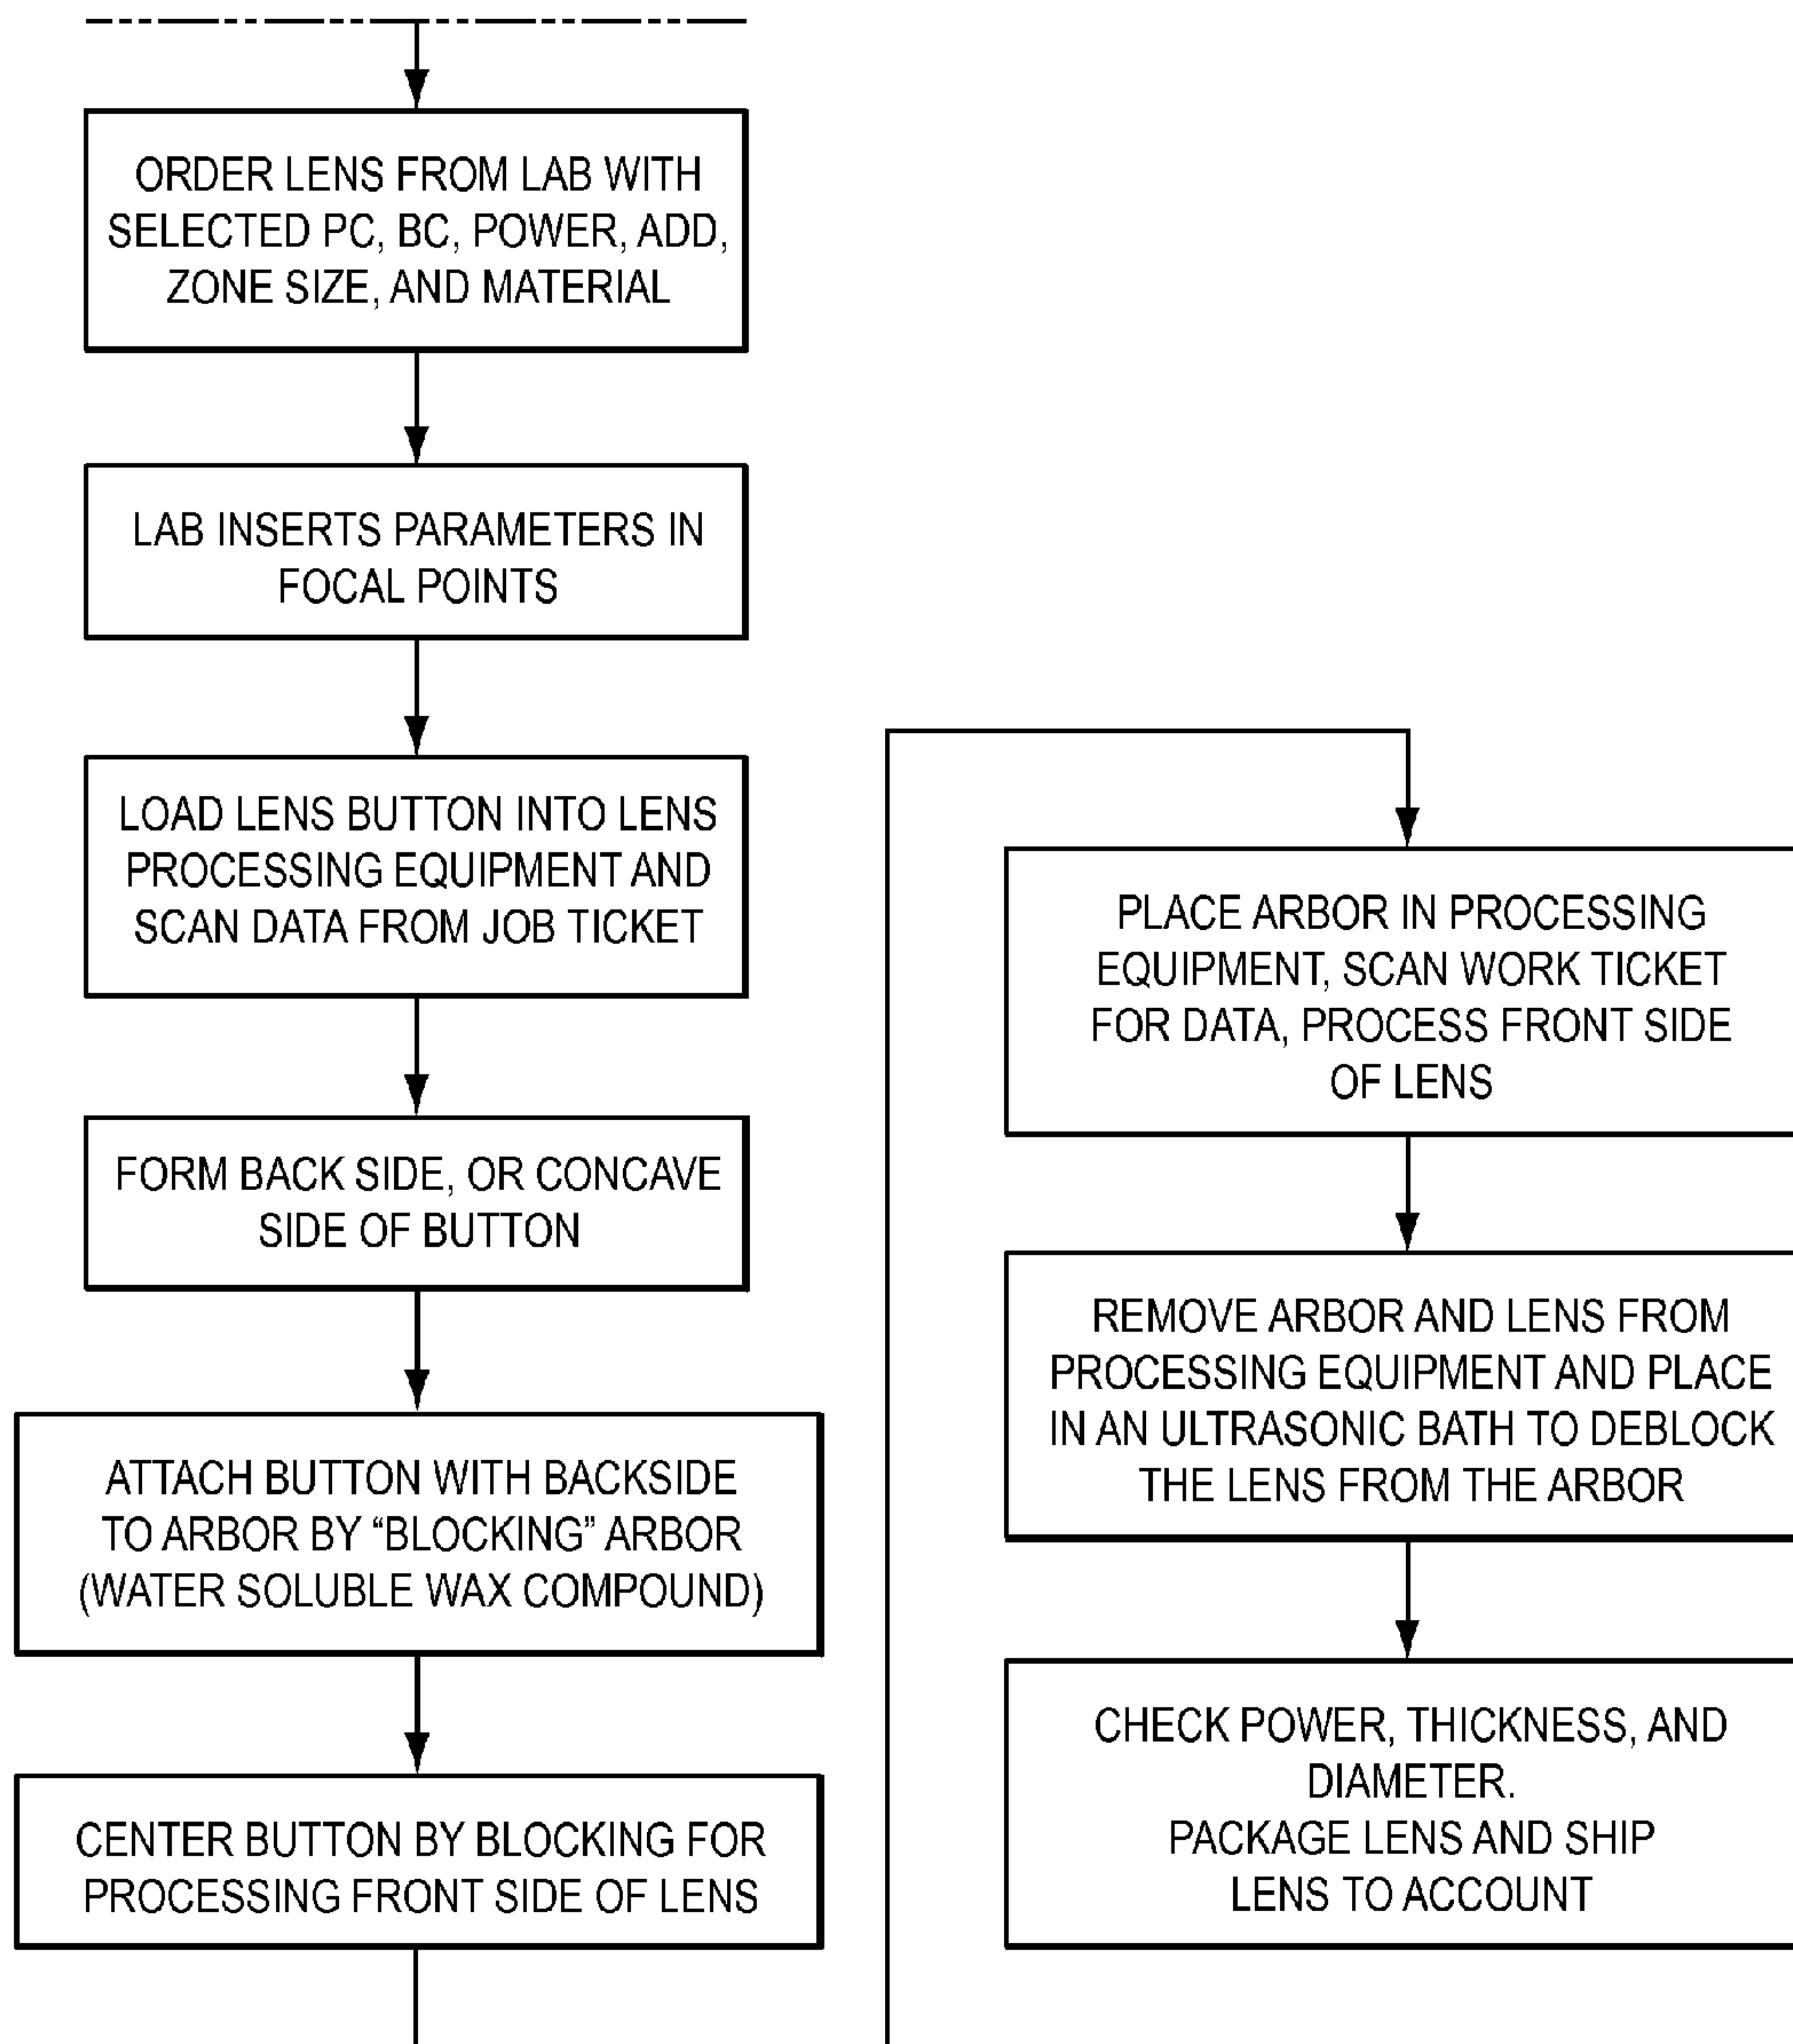 ORDER LENS FROM LAB WITH
SELECTED PC, BC, POWER, ADD,
ZONE SIZE, AND MATERIAL
LAB INSERTS PARAMETERS IN
FOCAL POINTS
LOAD LENS BUTTON INTO LENS
PROCESSING EQUIPMENT AND
SCAN DATA FROM JOB TICKET
FORM BACK SIDE, OR CONCAVE
SIDE OF BUTTON
ATTACH BUTTON WITH BACKSIDE
TO ARBOR BY “BLOCKING” ARBOR
(WATER SOLUBLE WAX COMPOUND)
CENTER BUTTON BY BLOCKING FOR
PROCESSING FRONT SIDE OF LENS
PLACE ARBOR IN PROCESSING
EQUIPMENT, SCAN WORK TICKET
FOR DATA, PROCESS FRONT SIDE
OF LENS
REMOVE ARBOR AND LENS FROM
PROCESSING EQUIPMENT AND PLACE
IN AN ULTRASONIC BATH TO DEBLOCK
THE LENS FROM THE ARBOR
CHECK POWER, THICKNESS, AND
DIAMETER.
PACKAGE LENS AND SHIP
LENS TO ACCOUNT